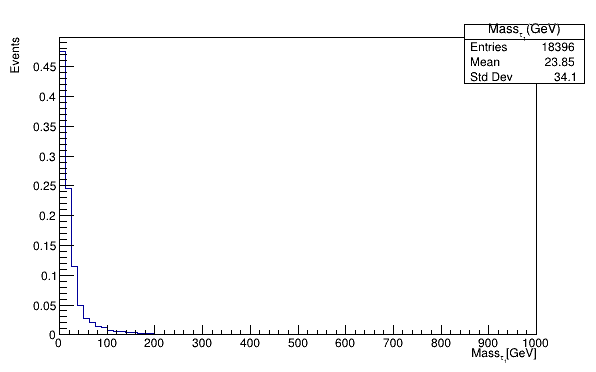 Mass_τ₁(GeV)
Entries 18396
Mean 23.85
Std Dev 34.1
Events
0.45
0.4
0.35
0.3
0.25
0.2
0.15
0.1
0.05
0
0 100 200 300 400 500 600 700 800 900 1000
Mass_τ₁[GeV]